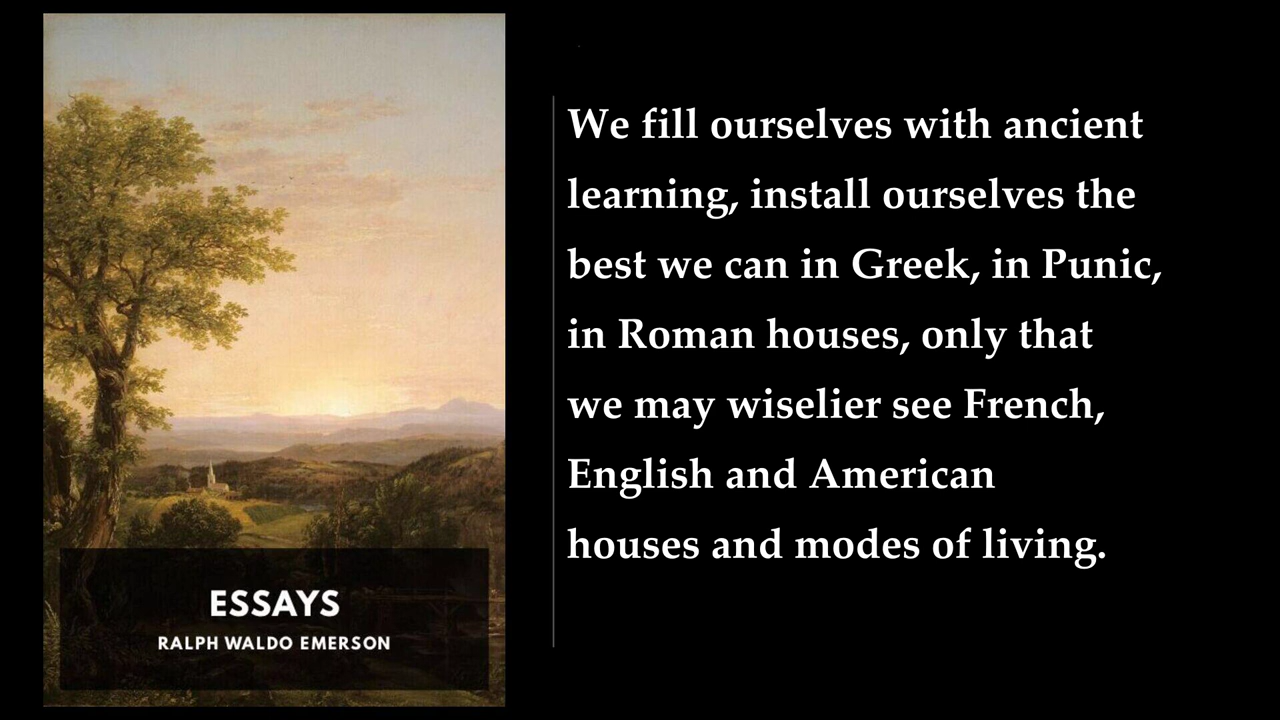 ESSAYS
RALPH WALDO EMERSON
We fill ourselves with ancient
learning, install ourselves the
best we can in Greek, in Punic,
in Roman houses, only that
we may wiselier see French,
English and American
houses and modes of living.